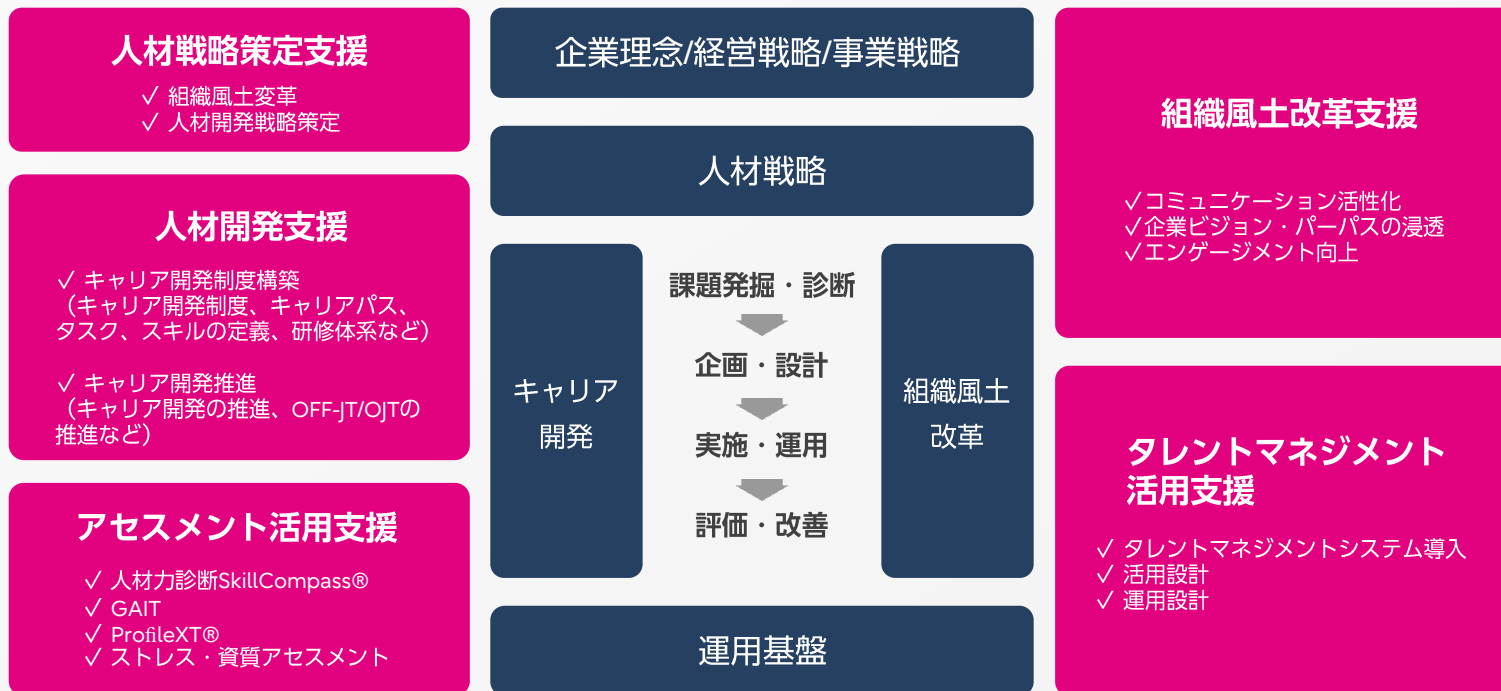 人材戦略策定支援
✓ 組織風土変革
✓ 人材開発戦略策定
人材開発支援
✓ キャリア開発制度構築
（キャリア開発制度、キャリアパス、
タスク、スキルの定義、研修体系など）
✓ キャリア開発推進
（キャリア開発の推進、OFF-JT/OJTの
推進など）
アセスメント活用支援
✓ 人材力診断SkillCompass®
✓ GAIT
✓ ProfileXT®
✓ ストレス・資質アセスメント
企業理念/経営戦略/事業戦略
人材戦略
キャリア
開発
課題発掘・診断
企画・設計
実施・運用
評価・改善
組織風土
改革
運用基盤
組織風土改革支援
✓コミュニケーション活性化
✓企業ビジョン・パーパスの浸透
✓エンゲージメント向上
タレントマネジメント
活用支援
✓ タレントマネジメントシステム導入
✓ 活用設計
✓ 運用設計